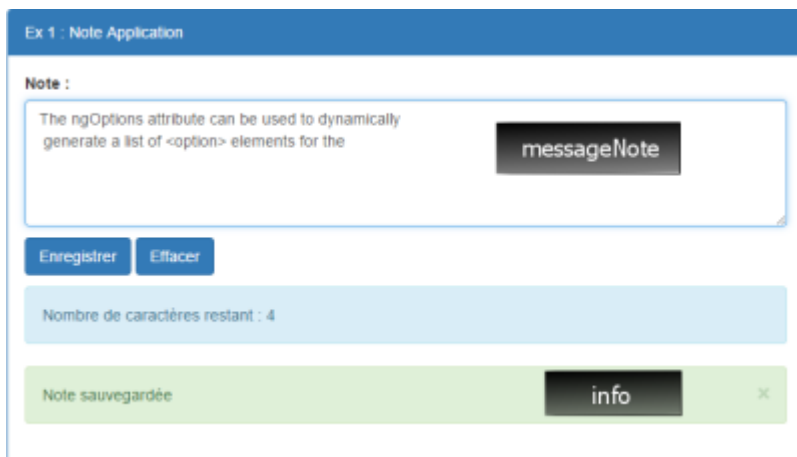 Ex 1 : Note Application
Note :
The ngOptions attribute can be used to dynamically
generate a list of <option> elements for the
messageNote
Enregistrer Effacer
Nombre de caractères restant : 4
Note sauvegardée
info
×